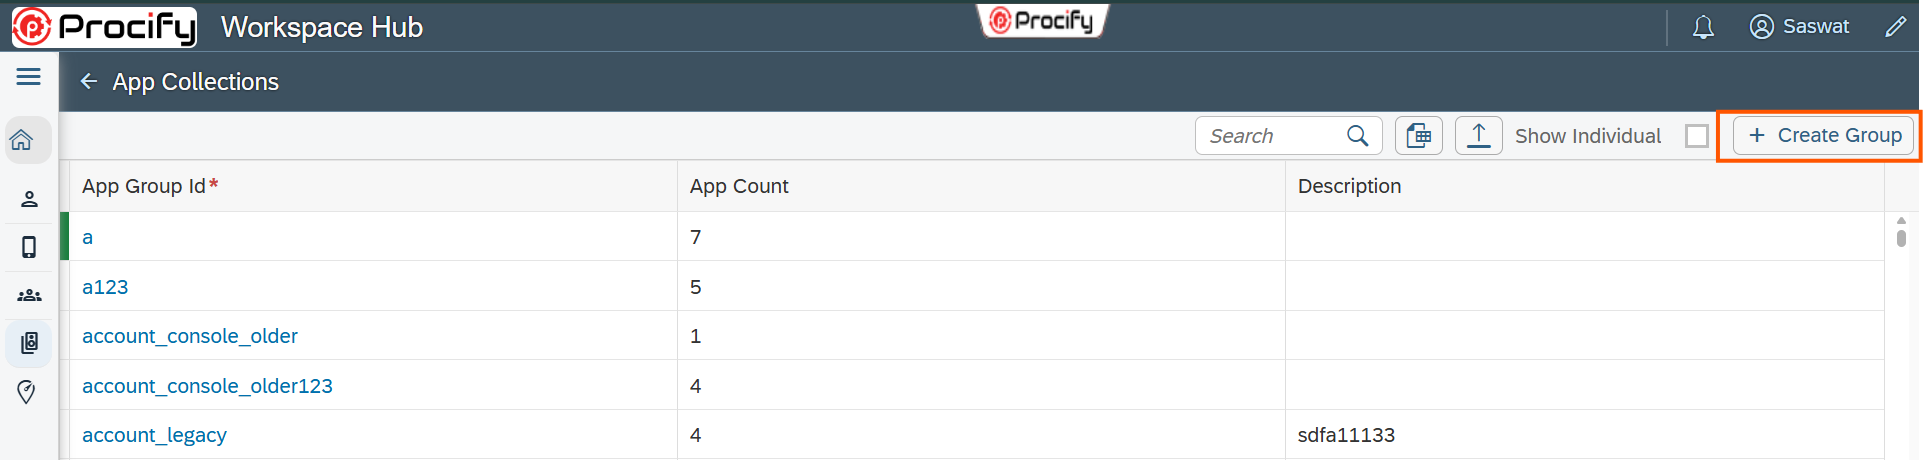 Procify Workspace Hub Procify Saswat
App Collections
Search Show Individual + Create Group
App Group Id* App Count Description
a 7
a123 5
account_console_older 1
account_console_older123 4
account_legacy 4 sdfa11133